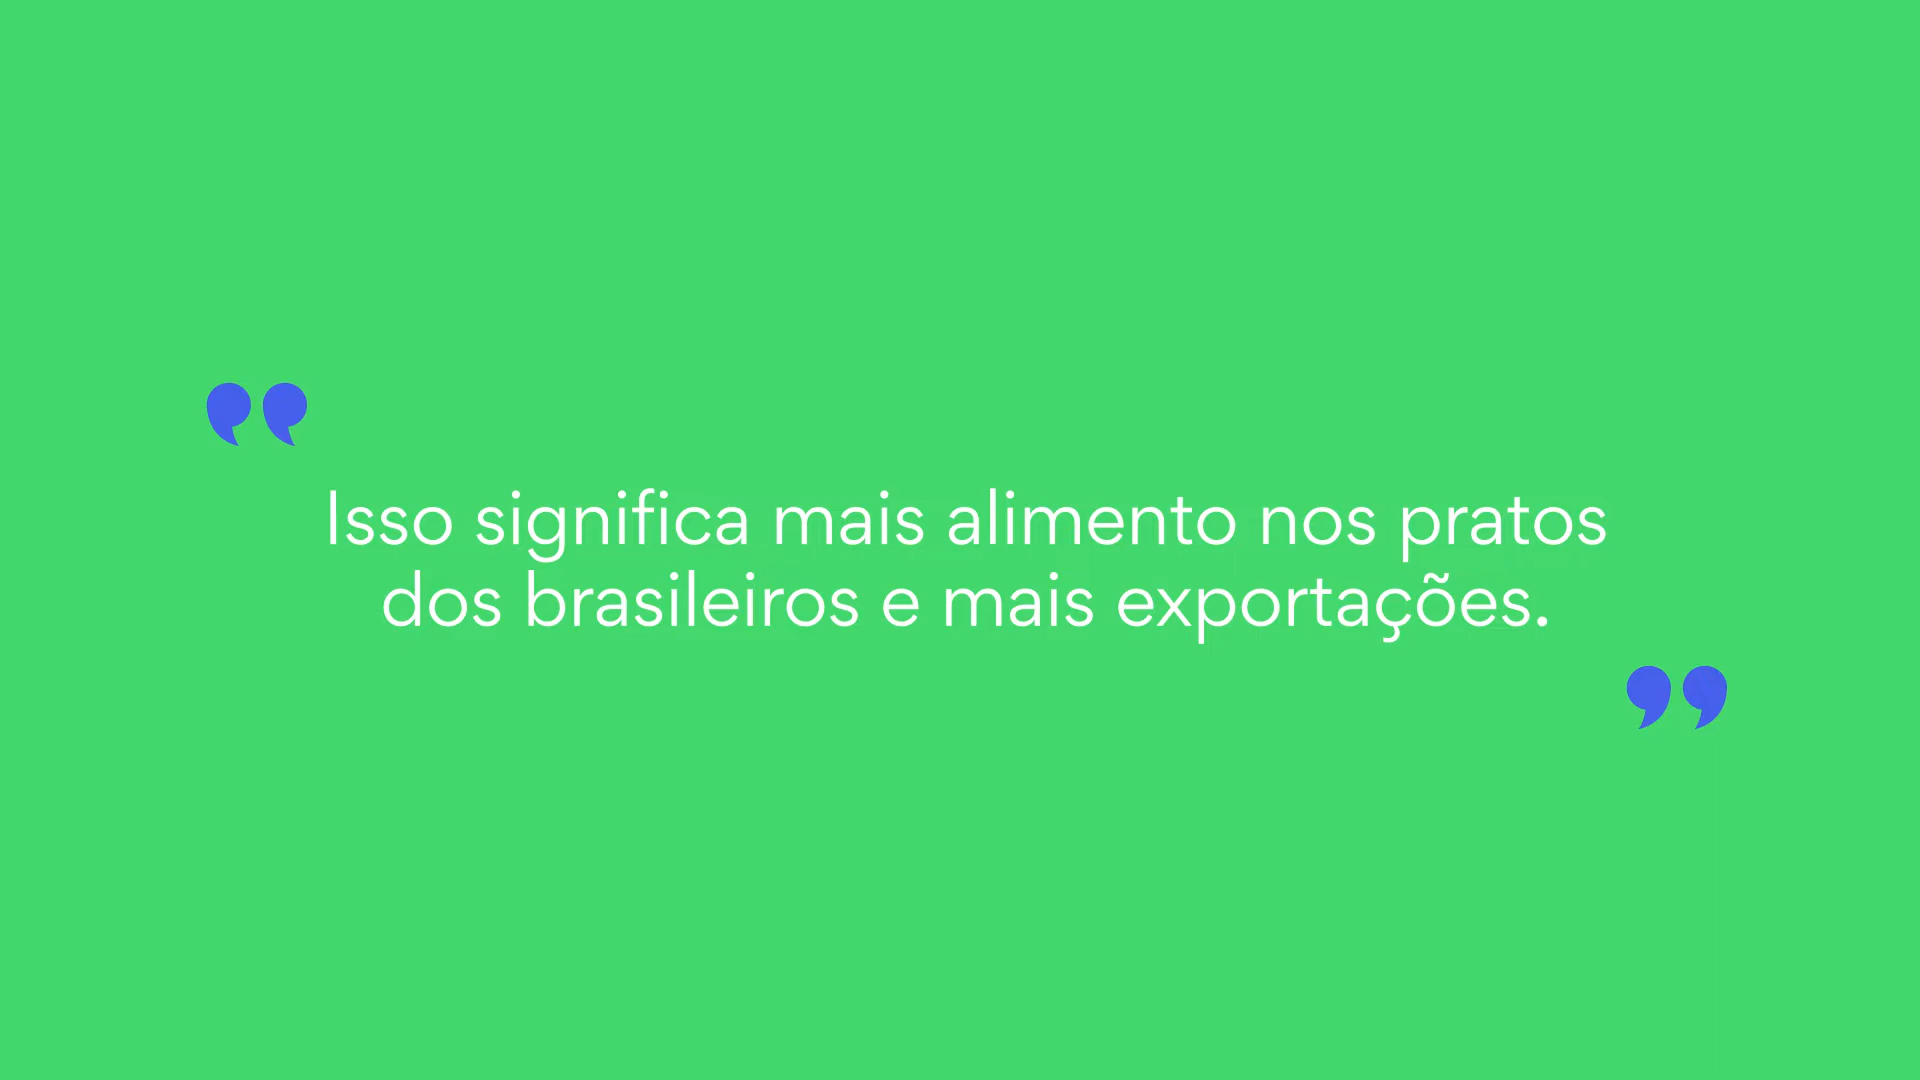 Isso significa mais alimento nos pratos
dos brasileiros e mais exportações.